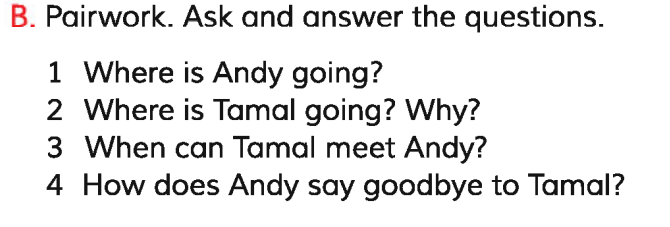 B. Pairwork. Ask and answer the questions.
1 Where is Andy going?
2 Where is Tamal going? Why?
3 When can Tamal meet Andy?
4 How does Andy say goodbye to Tamal?